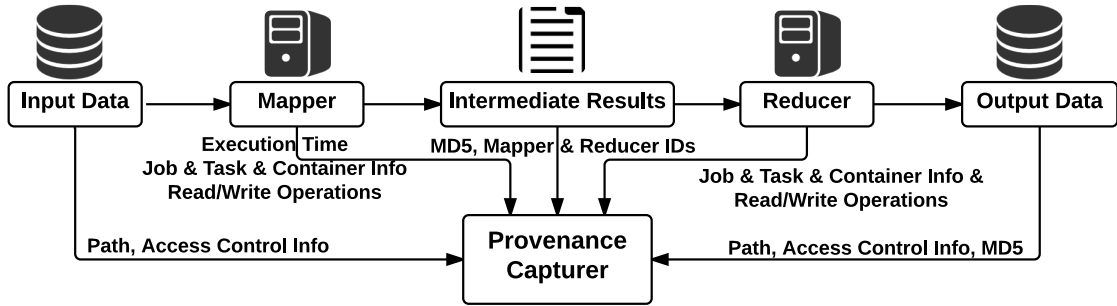 Input Data
Mapper
Intermediate Results
Reducer
Output Data
Execution Time
Job & Task & Container Info
Read/Write Operations
MD5, Mapper & Reducer IDs
Job & Task & Container Info &
Read/Write Operations
Path, Access Control Info
Provenance
Capturer
Path, Access Control Info, MD5